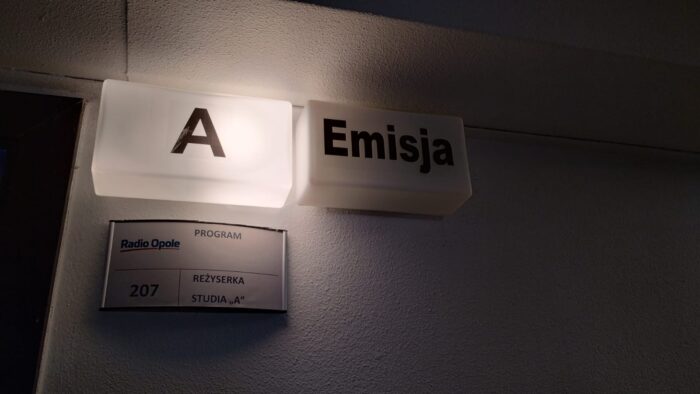 A
Emisja
PROGRAM
Radio Opole
207
REŻYSERKA
STUDIA „A"